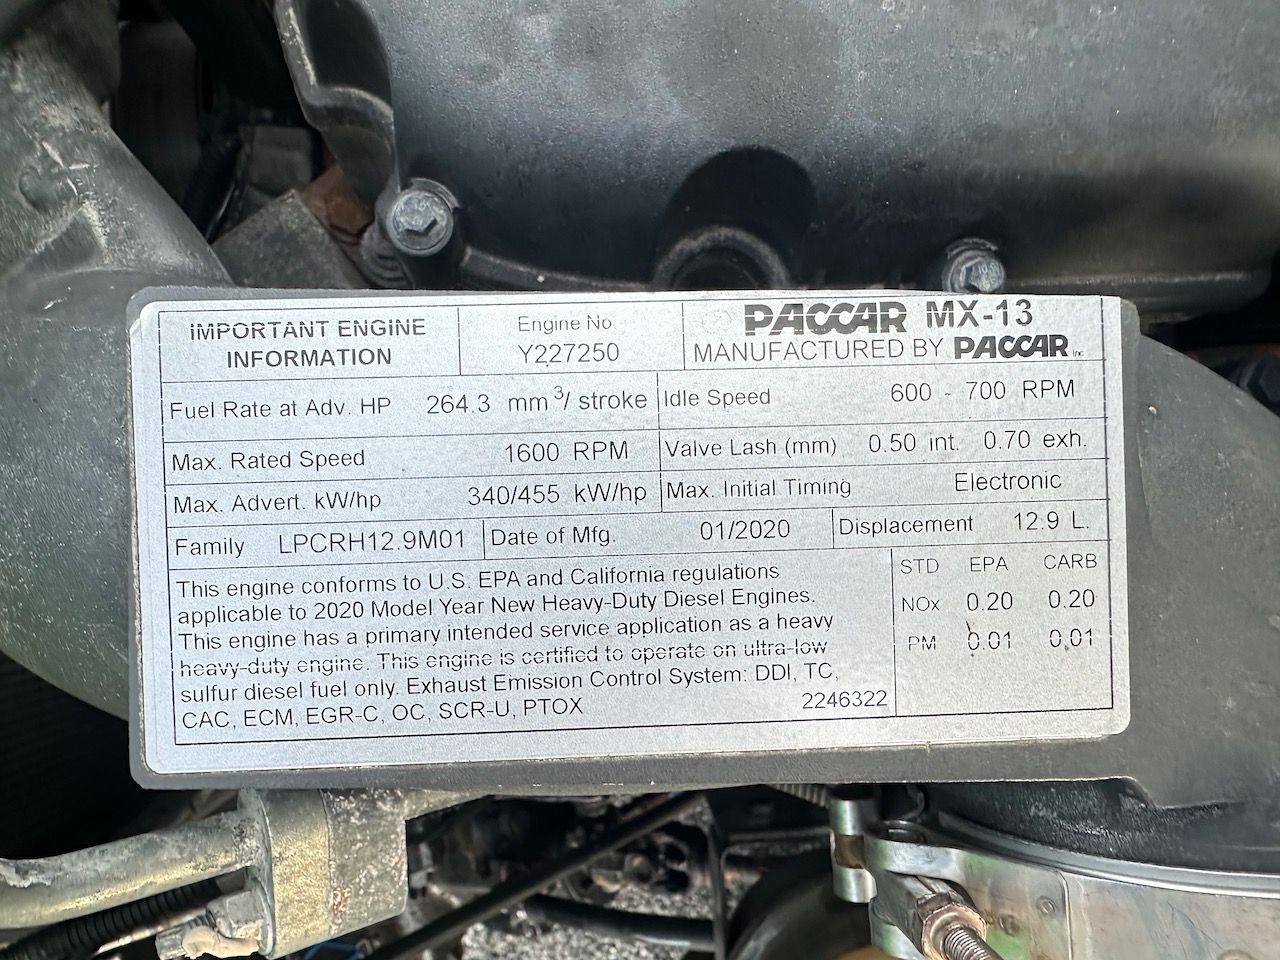 IMPORTANT ENGINE
INFORMATION
Engine No
Y227250
PACCAR MX-13
MANUFACTURED BY PACCAR Inc
Fuel Rate at Adv. HP 264.3 mm³/ stroke
Idle Speed 600 - 700 RPM
Max. Rated Speed 1600 RPM
Valve Lash (mm) 0.50 int. 0.70 exh.
Max. Advert. kW/hp 340/455 kW/hp
Max. Initial Timing Electronic
Family LPCRH12.9M01
Date of Mfg. 01/2020
Displacement 12.9 L.
This engine conforms to U.S. EPA and California regulations
applicable to 2020 Model Year New Heavy-Duty Diesel Engines.
This engine has a primary intended service application as a heavy
heavy-duty engine. This engine is certified to operate on ultra-low
sulfur diesel fuel only. Exhaust Emission Control System: DDI, TC,
CAC, ECM, EGR-C, OC, SCR-U, PTOX
2246322
STD EPA CARB
NOx 0.20 0.20
PM 0.01 0.01